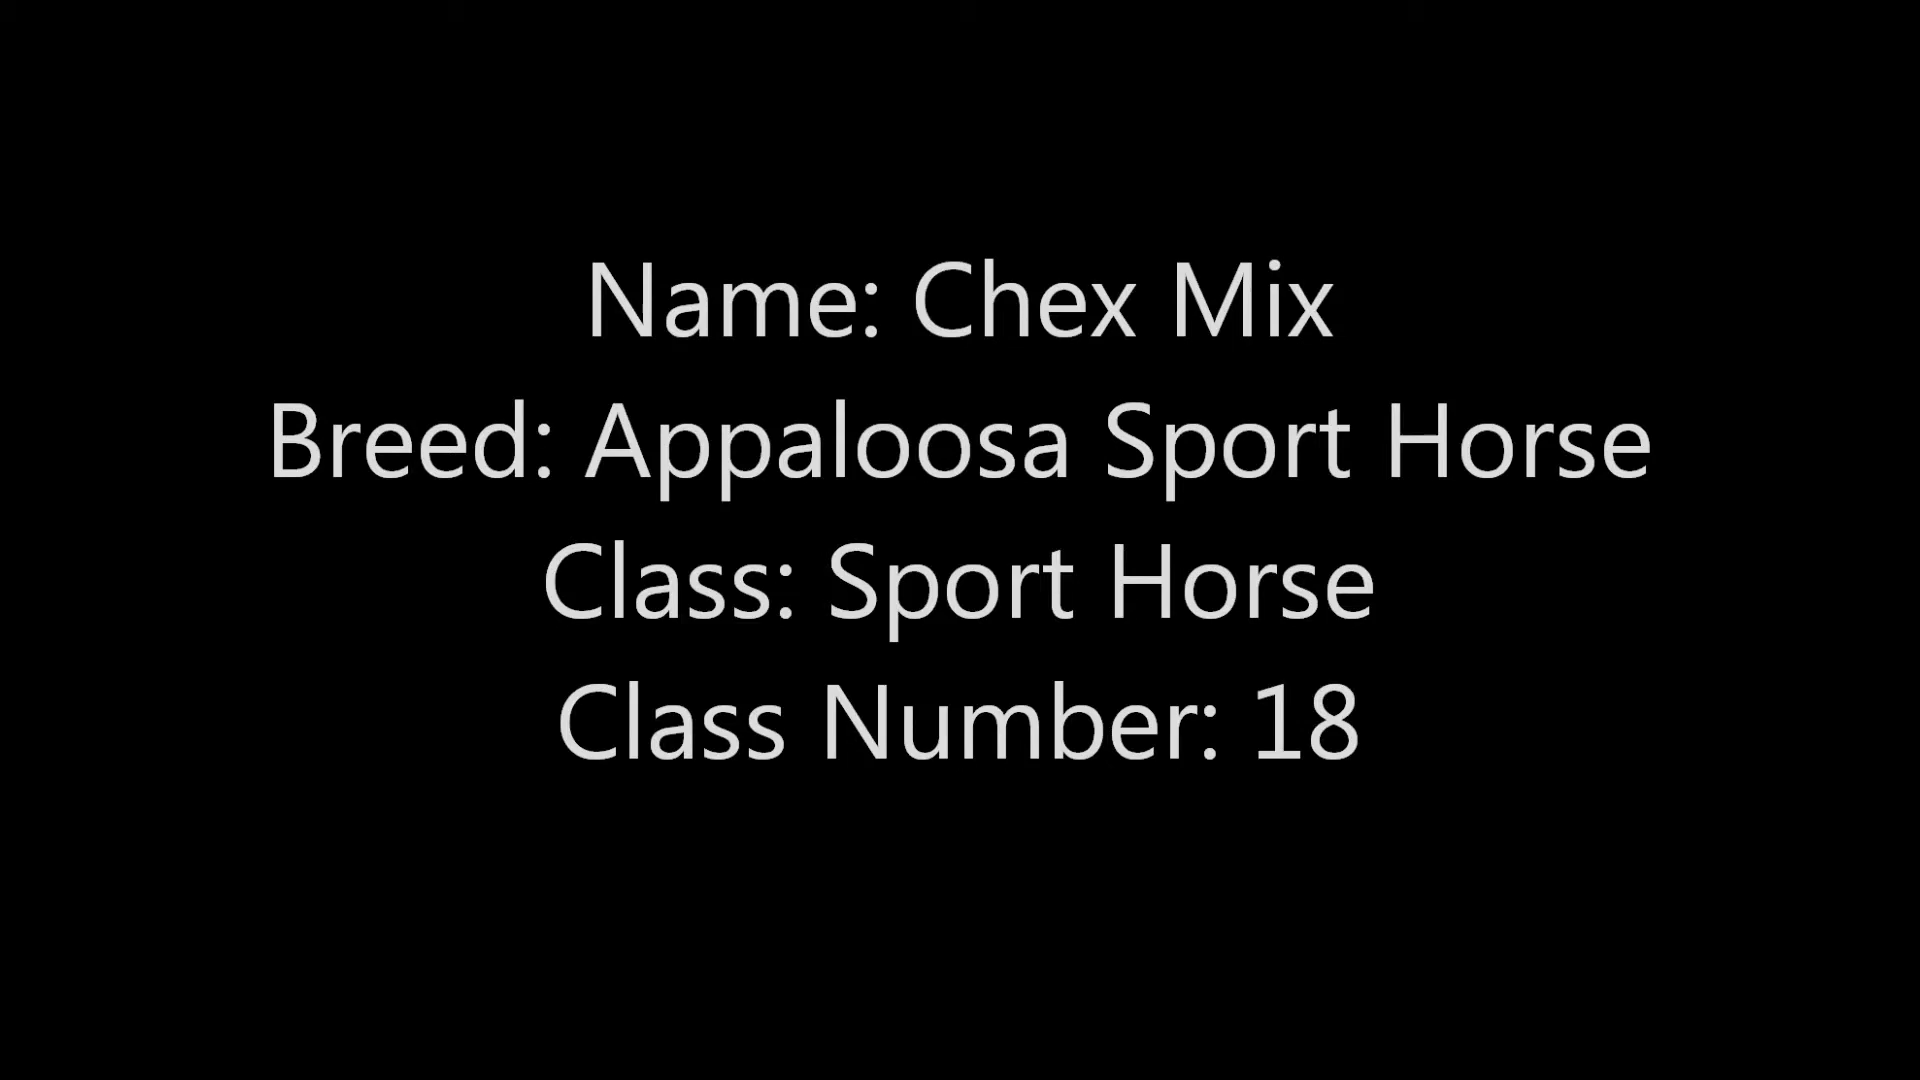 Name: Chex Mix
Breed: Appaloosa Sport Horse
Class: Sport Horse
Class Number: 18